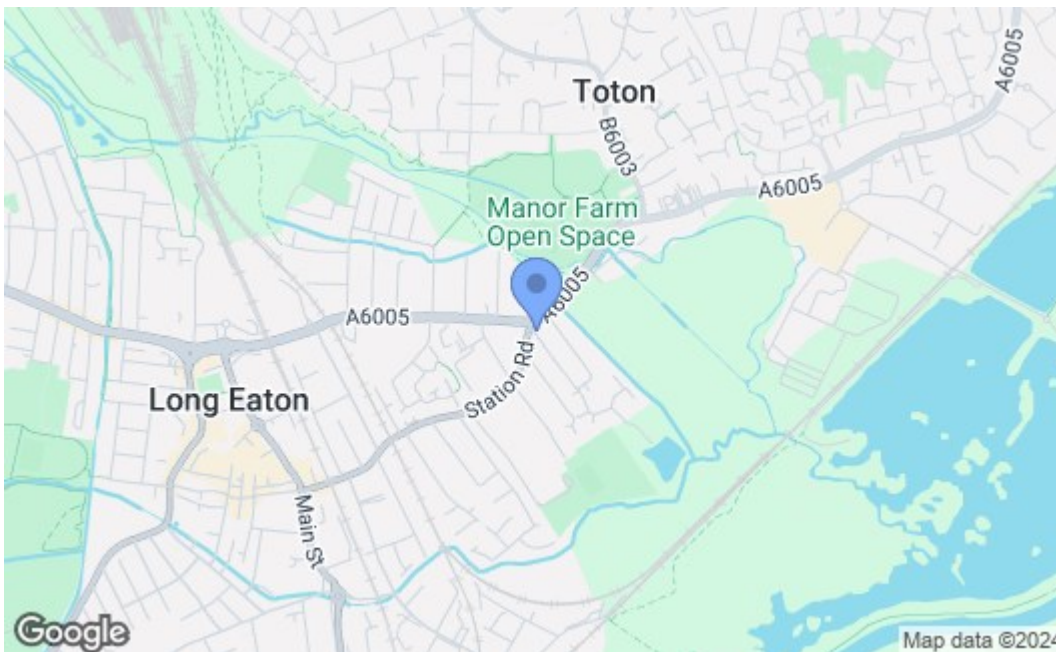 Toton
A6005
B6003
A6005
Manor Farm
Open Space
A6005
A6005
Station Rd
Long Eaton
Main St
Google
Map data ©2024